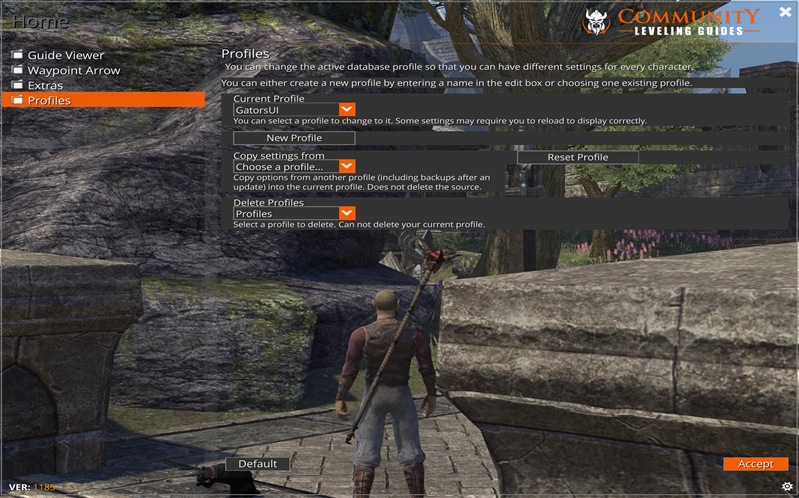 Home
COMMUNITY
LEVELING GUIDES
Guide Viewer
Waypoint Arrow
Extras
Profiles
Profiles
You can change the active database profile so that you can have different settings for every character.
You can either create a new profile by entering a name in the edit box or choosing one existing profile.
Current Profile
GatorsUI
You can select a profile to change to it. Some settings may require you to reload to display correctly.
New Profile
Copy settings from
Choose a profile...
Reset Profile
Copy options from another profile (including backups after an
update) into the current profile. Does not delete the source.
Delete Profiles
Profiles
Select a profile to delete. Can not delete your current profile.
Default
Accept
VER: 1185